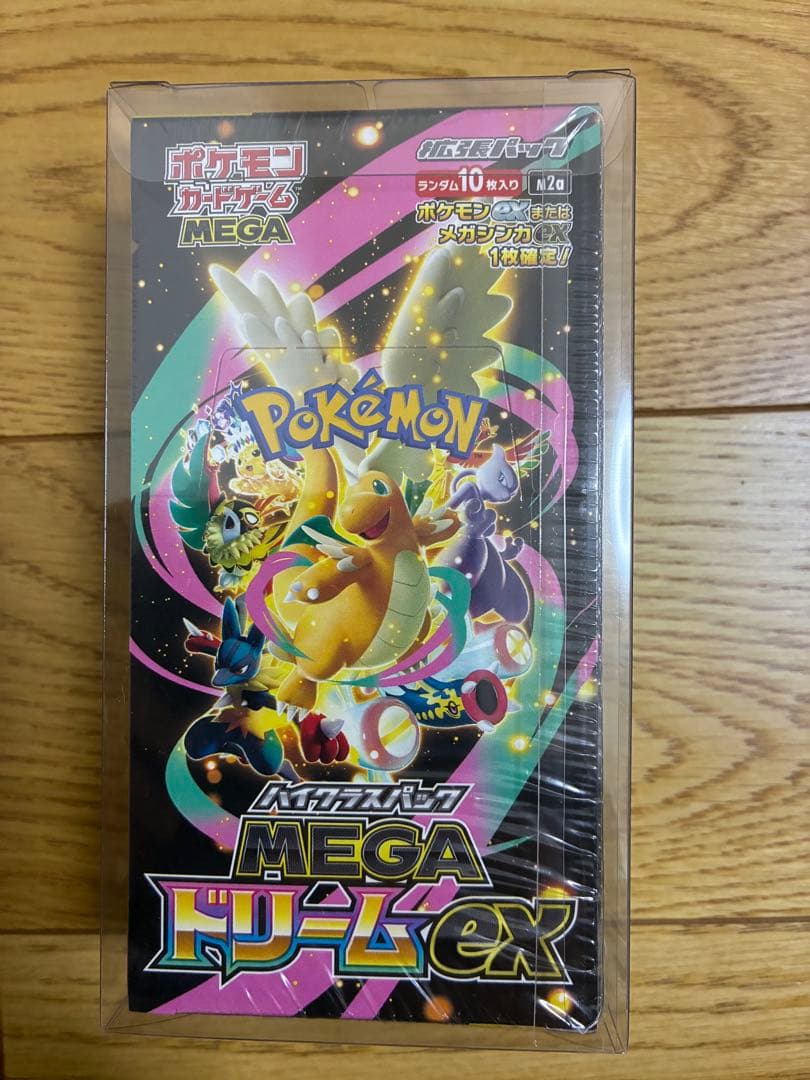 ポケモン
カードゲーム™
MEGA
拡張パック
ランダム10枚入り
M2a
ポケモンexまたは
メガシンカex
1枚確定!
POKéMON
ハイクラスパック
MEGA
ドリームex